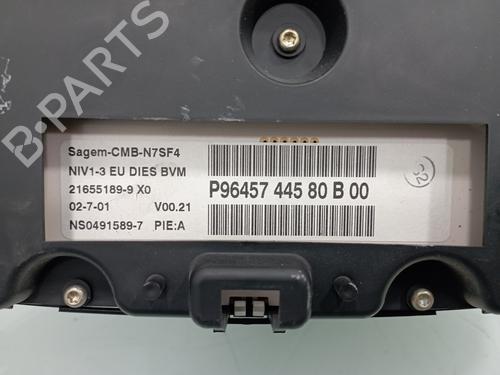 B-PARTS
Sagem-CMB-N7SF4
NIV1-3 EU DIES BVM
21655189-9 X0
02-7-01 V00.21
NS0491589-7 PIE:A
P96457 445 80 B 00
52